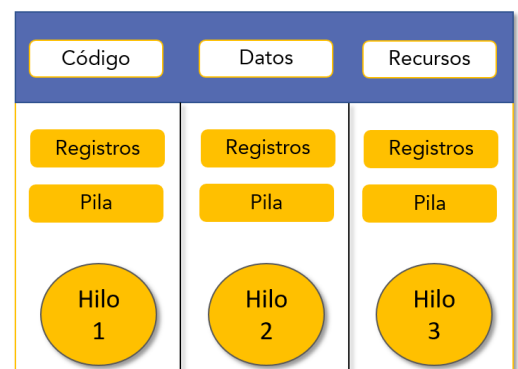 Código Datos Recursos
Registros Registros Registros
Pila Pila Pila
Hilo Hilo Hilo
1 2 3